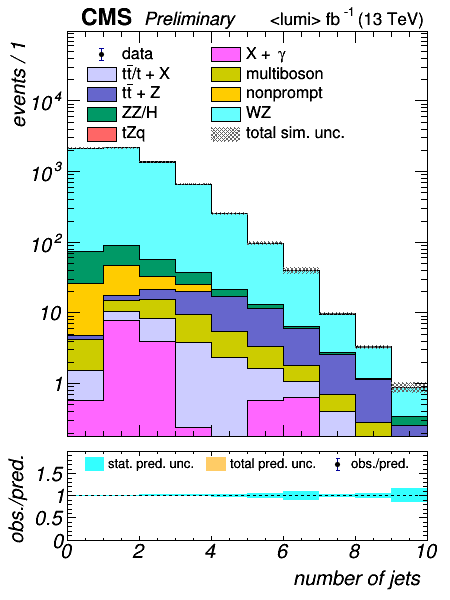 CMS Preliminary <lumi> fb⁻¹ (13 TeV)
events / 1
data
X + γ
tt̄/t + X
multiboson
tt̄ + Z
nonprompt
ZZ/H
WZ
tZq
total sim. unc.
10⁴
10³
10²
10
1
obs./pred.
stat. pred. unc.
total pred. unc.
obs./pred.
1.5
1
0.5
0
0 2 4 6 8 10
number of jets